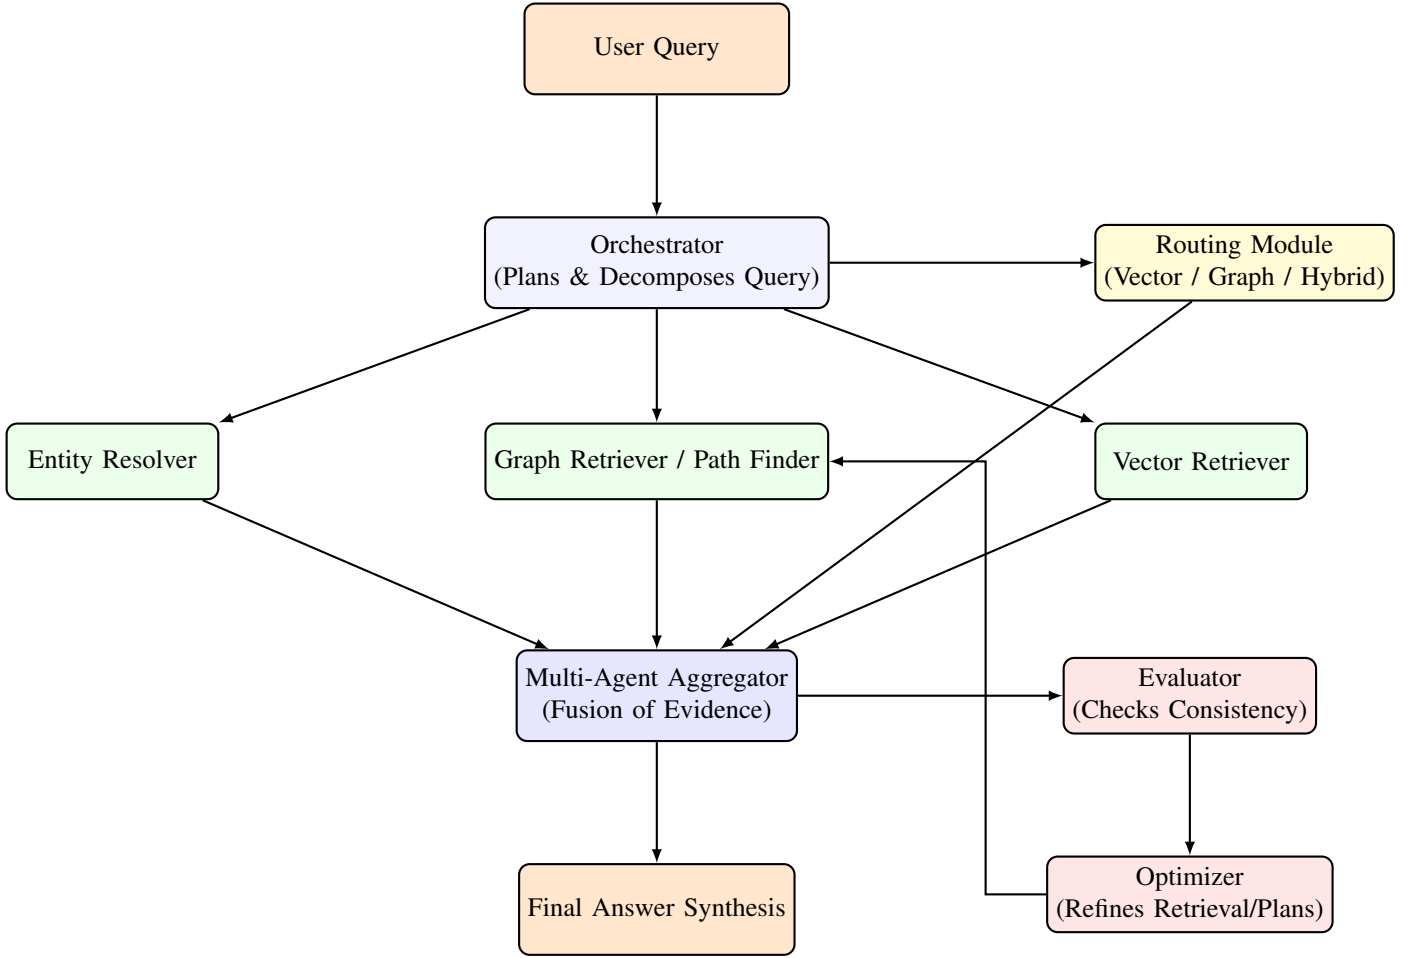 User Query
Orchestrator
(Plans & Decomposes Query)
Routing Module
(Vector / Graph / Hybrid)
Entity Resolver
Graph Retriever / Path Finder
Vector Retriever
Multi-Agent Aggregator
(Fusion of Evidence)
Evaluator
(Checks Consistency)
Final Answer Synthesis
Optimizer
(Refines Retrieval/Plans)